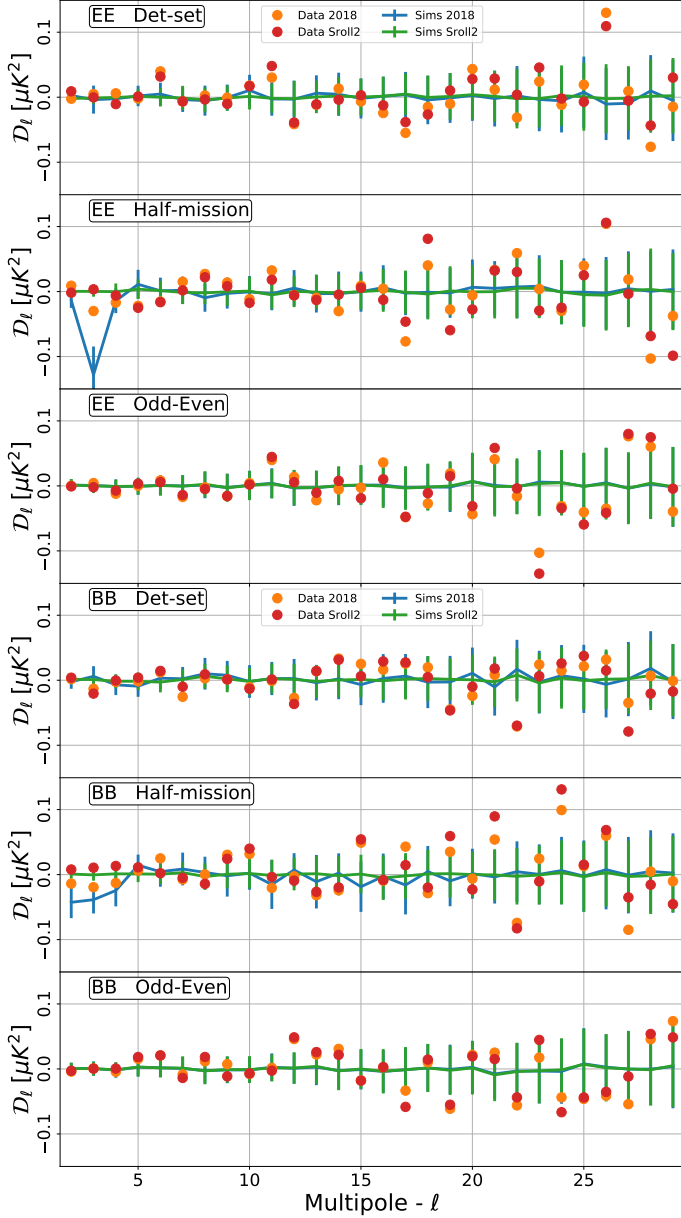 EE Det-set
Data 2018
Data Sroll2
Sims 2018
Sims Sroll2
0.1
0.0
−0.1
𝒟ℓ [μK²]
EE Half-mission
0.1
0.0
−0.1
𝒟ℓ [μK²]
EE Odd-Even
0.1
0.0
−0.1
𝒟ℓ [μK²]
BB Det-set
Data 2018
Data Sroll2
Sims 2018
Sims Sroll2
0.1
0.0
−0.1
𝒟ℓ [μK²]
BB Half-mission
0.1
0.0
−0.1
𝒟ℓ [μK²]
BB Odd-Even
0.1
0.0
−0.1
𝒟ℓ [μK²]
5 10 15 20 25
Multipole - ℓ